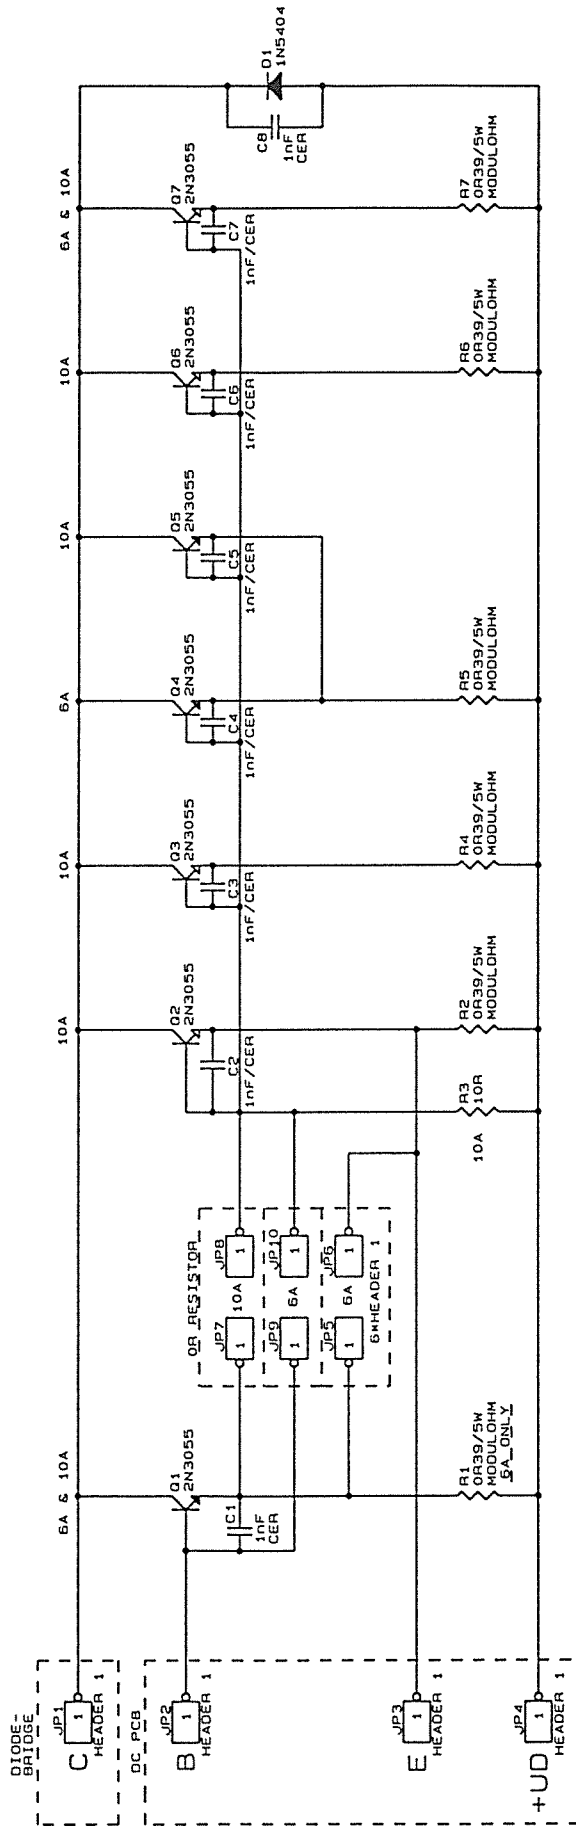 DIODE-
BRIDGE
JP1
1
HEADER 1
C
DC PCB
JP2
1
HEADER 1
B
JP3
1
HEADER 1
E
JP4
1
HEADER 1
+UD
6A & 10A
Q1
2N3055
C1
1nF
CER
R1
0R39/5W
MODULOHM
6A_ONLY
OR RESISTOR
JP7
1
10A
JP8
1
JP9
1
6A
JP10
1
JP5
1
6A
JP6
1
6*HEADER 1
10A
Q2
2N3055
C2
1nF/CER
R3
10R
10A
R2
0R39/5W
MODULOHM
10A
Q3
2N3055
C3
1nF/CER
R4
0R39/5W
MODULOHM
6A
Q4
2N3055
C4
1nF/CER
R5
0R39/5W
MODULOHM
10A
Q5
2N3055
C5
1nF/CER
10A
Q6
2N3055
C6
1nF/CER
R6
0R39/5W
MODULOHM
6A & 10A
Q7
2N3055
C7
1nF/CER
R7
0R39/5W
MODULOHM
C8
1nF
CER
D1
1N5404